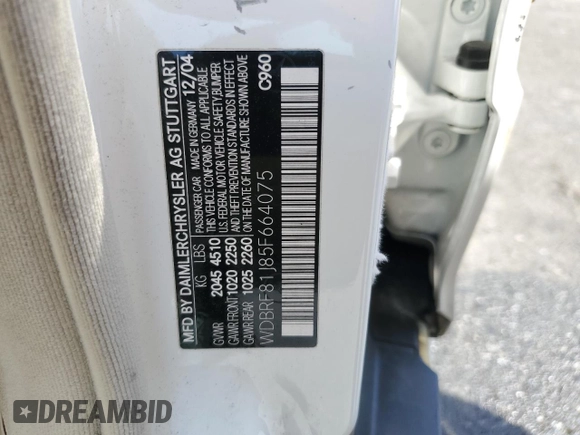 MFD BY DAIMLERCHRYSLER AG STUTTGART
PASSENGER CAR MADE IN GERMANY 12/04
KG LBS THIS VEHICLE CONFORMS TO ALL APPLICABLE
GVWR 2045 4510 FEDERAL MOTOR VEHICLE SAFETY, BUMPER
GAWR FRONT 1020 2250 AND THEFT PREVENTION STANDARDS IN EFFECT
GAWR REAR 1025 2260 ON THE DATE OF MANUFACTURE SHOWN ABOVE
WDBRF81J85F664075 C960
DREAMBID